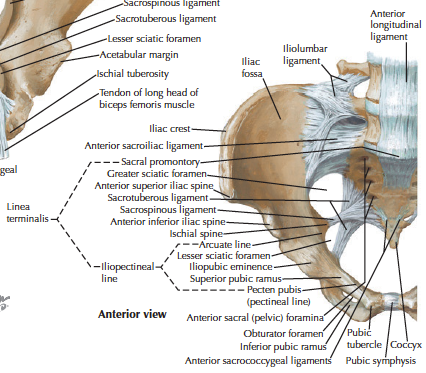 Sacrospinous ligament
Sacrotuberous ligament
Lesser sciatic foramen
Acetabular margin
Ischial tuberosity
Tendon of long head of
biceps femoris muscle
geal
Anterior
longitudinal
ligament
Iliolumbar
ligament
Iliac
fossa
Iliac crest
Anterior sacroiliac ligament
Sacral promontory
Greater sciatic foramen
Anterior superior iliac spine
Sacrotuberous ligament
Sacrospinous ligament
Anterior inferior iliac spine
Ischial spine
Arcuate line
Lesser sciatic foramen
Iliopubic eminence
Superior pubic ramus
Pecten pubis
(pectineal line)
Linea
terminalis
Iliopectineal
line
Anterior view
Anterior sacral (pelvic) foramina
Obturator foramen
Inferior pubic ramus
Anterior sacrococcygeal ligaments
Pubic
tubercle
Coccyx
Pubic symphysis